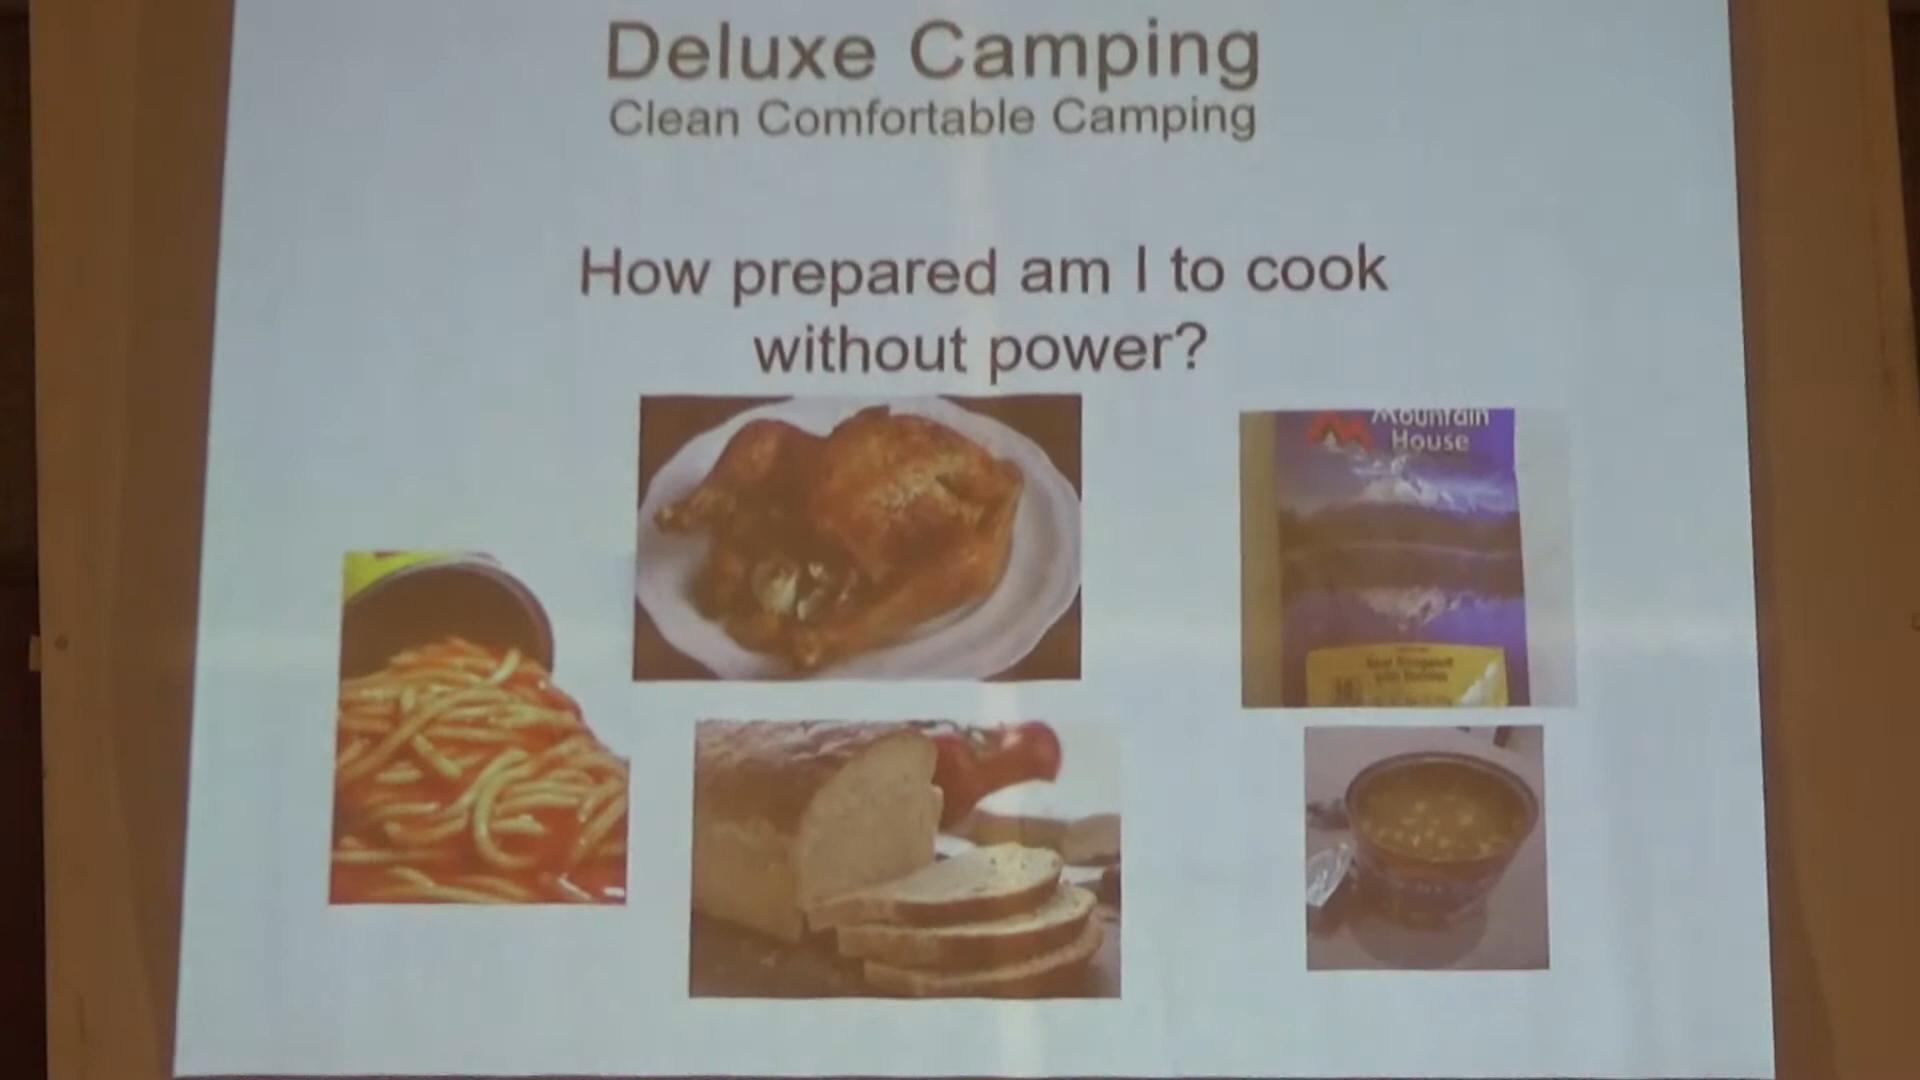 Deluxe Camping
Clean Comfortable Camping
How prepared am I to cook
without power?
Mountain
House